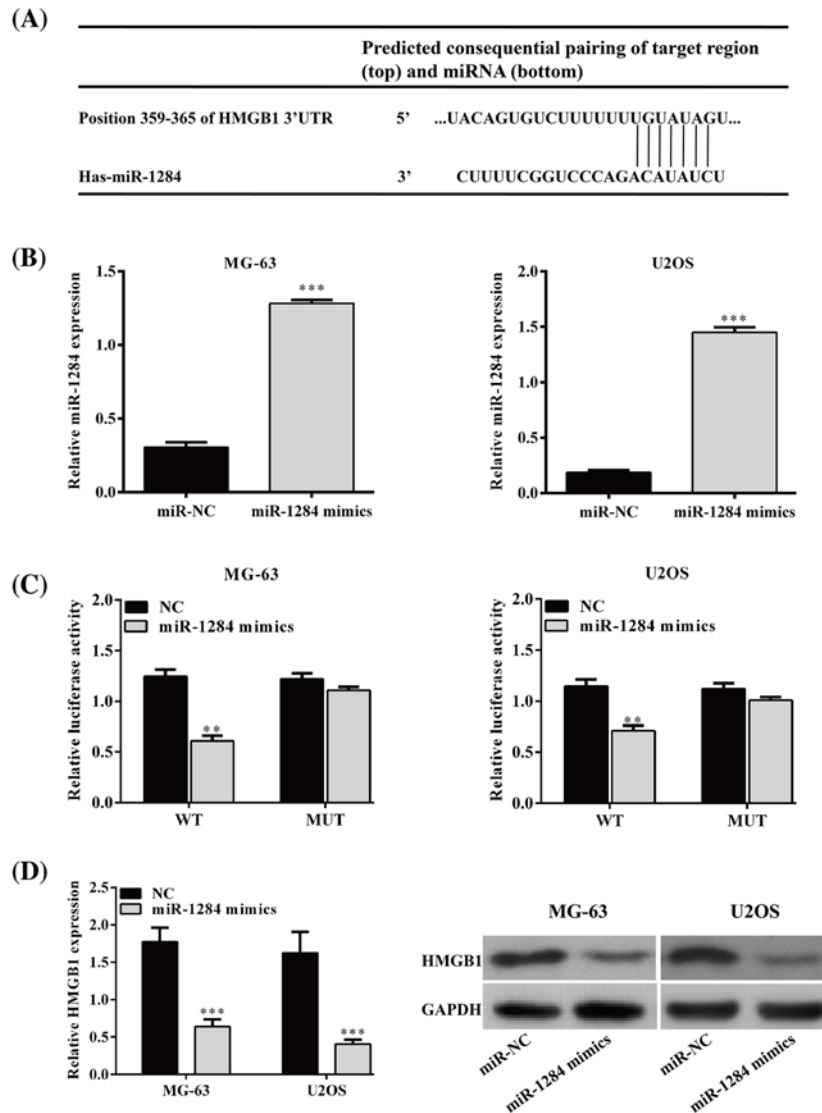 (A)
Predicted consequential pairing of target region
(top) and miRNA (bottom)
Position 359-365 of HMGB1 3'UTR 5' ...UACAGUGUCUUUUUUUGUAUAGU...
Has-miR-1284 3' CUUUUCGGUCCCAGACAUAUCU
(B)
MG-63
Relative miR-1284 expression
1.5
1.0
0.5
0.0
***
miR-NC miR-1284 mimics
U2OS
Relative miR-1284 expression
2.0
1.5
1.0
0.5
0.0
***
miR-NC miR-1284 mimics
(C)
MG-63
Relative luciferase activity
2.0
1.5
1.0
0.5
0.0
NC
miR-1284 mimics
**
WT MUT
U2OS
Relative luciferase activity
2.0
1.5
1.0
0.5
0.0
NC
miR-1284 mimics
**
WT MUT
(D)
Relative HMGB1 expression
2.5
2.0
1.5
1.0
0.5
0.0
NC
miR-1284 mimics
***
***
MG-63 U2OS
MG-63 U2OS
HMGB1
GAPDH
miR-NC
miR-1284 mimics
miR-NC
miR-1284 mimics